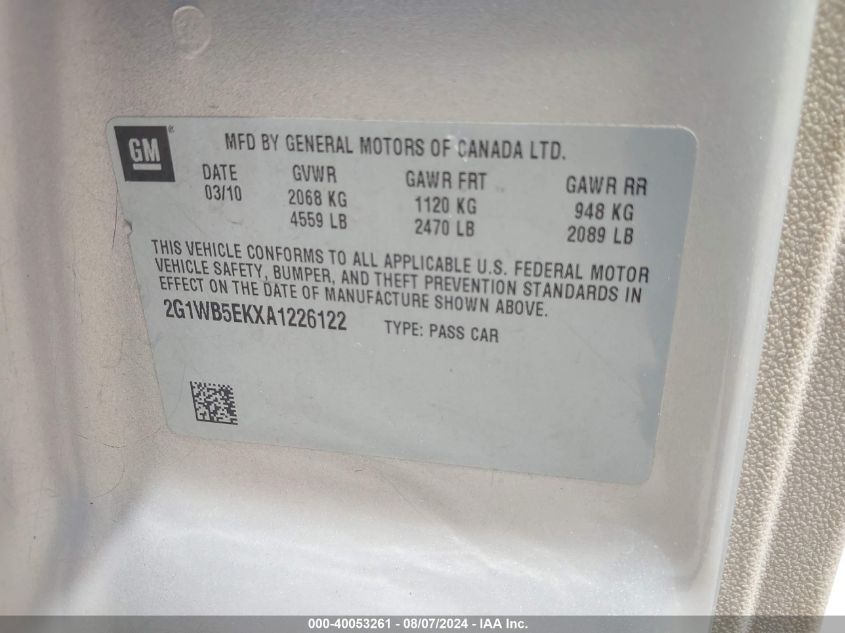 GM ®
MFD BY GENERAL MOTORS OF CANADA LTD.
DATE GVWR GAWR FRT GAWR RR
03/10 2068 KG 1120 KG 948 KG
4559 LB 2470 LB 2089 LB
THIS VEHICLE CONFORMS TO ALL APPLICABLE U.S. FEDERAL MOTOR
VEHICLE SAFETY, BUMPER, AND THEFT PREVENTION STANDARDS IN
EFFECT ON THE DATE OF MANUFACTURE SHOWN ABOVE.
2G1WB5EKXA1226122 TYPE: PASS CAR
000-40053261 - 08/07/2024 - IAA Inc.